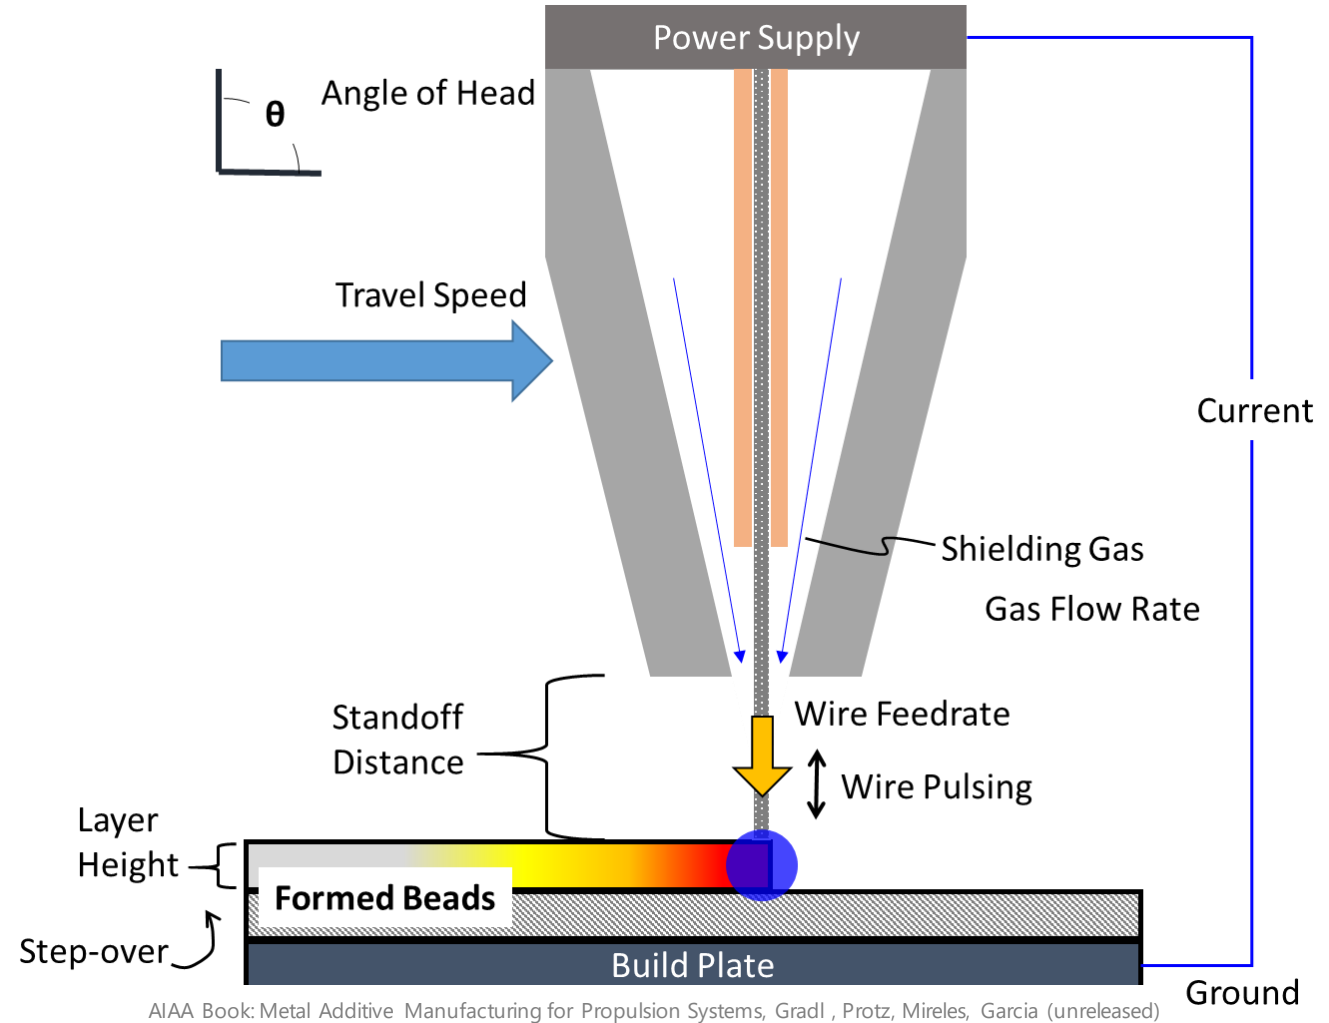 Power Supply
Angle of Head
θ
Travel Speed
Current
Shielding Gas
Gas Flow Rate
Standoff
Distance
Wire Feedrate
Wire Pulsing
Layer
Height
Formed Beads
Step-over
Build Plate
Ground
AIAA Book: Metal Additive Manufacturing for Propulsion Systems, Gradl , Protz, Mireles, Garcia (unreleased)